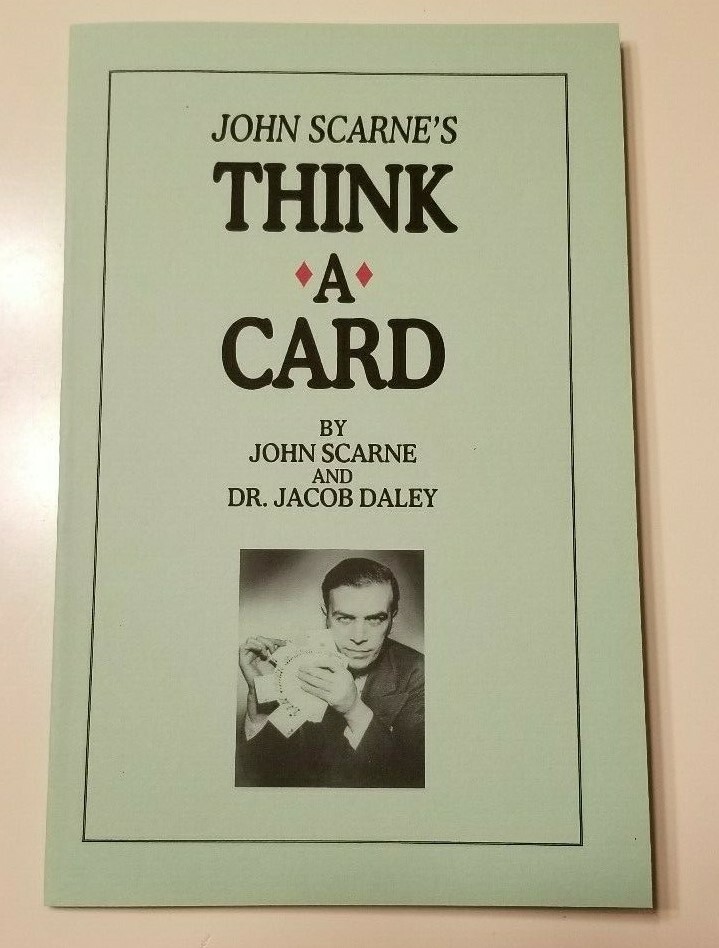 JOHN SCARNE'S
THINK
A
CARD
BY
JOHN SCARNE
AND
DR. JACOB DALEY